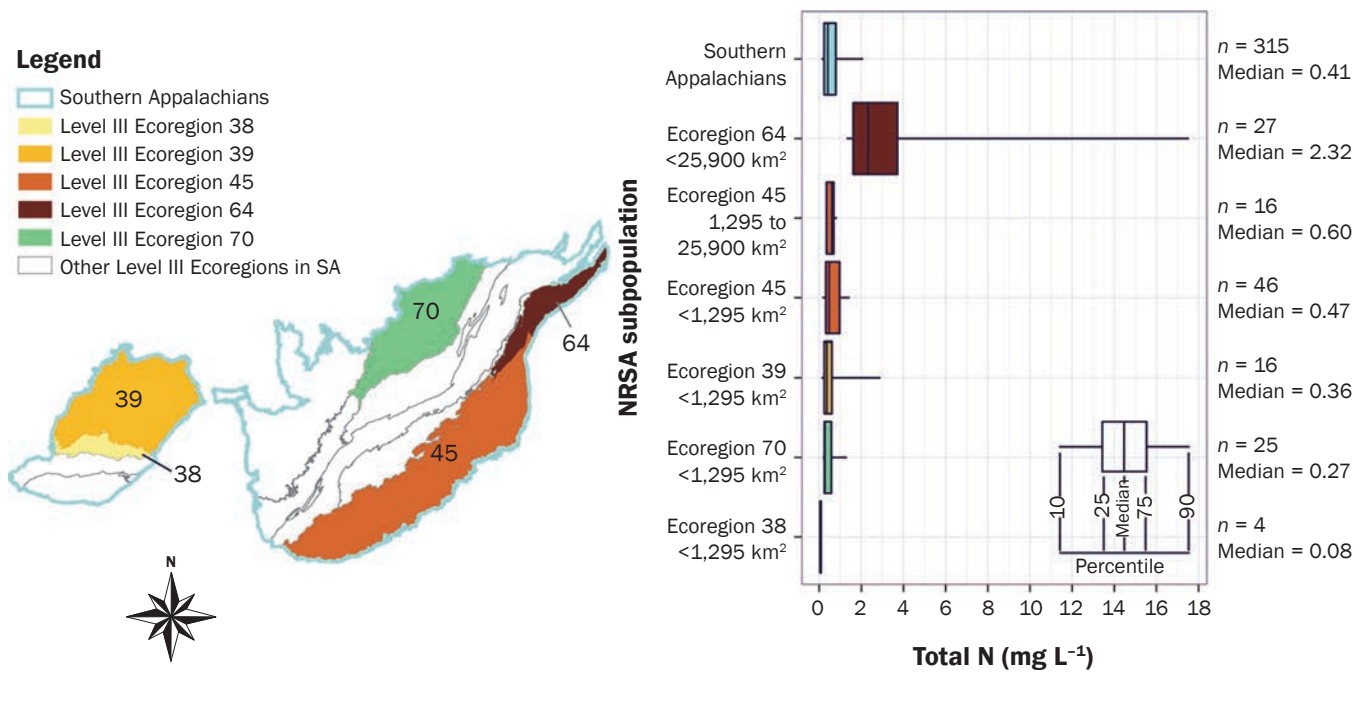 Legend
Southern Appalachians
Level III Ecoregion 38
Level III Ecoregion 39
Level III Ecoregion 45
Level III Ecoregion 64
Level III Ecoregion 70
Other Level III Ecoregions in SA
39
38
70
64
45
N
NRSA subpopulation
Southern
Appalachians
Ecoregion 64
<25,900 km²
Ecoregion 45
1,295 to
25,900 km²
Ecoregion 45
<1,295 km²
Ecoregion 39
<1,295 km²
Ecoregion 70
<1,295 km²
Ecoregion 38
<1,295 km²
n = 315
Median = 0.41
n = 27
Median = 2.32
n = 16
Median = 0.60
n = 46
Median = 0.47
n = 16
Median = 0.36
n = 25
Median = 0.27
n = 4
Median = 0.08
10
25
Median
75
90
Percentile
0 2 4 6 8 10 12 14 16 18
Total N (mg L⁻¹)